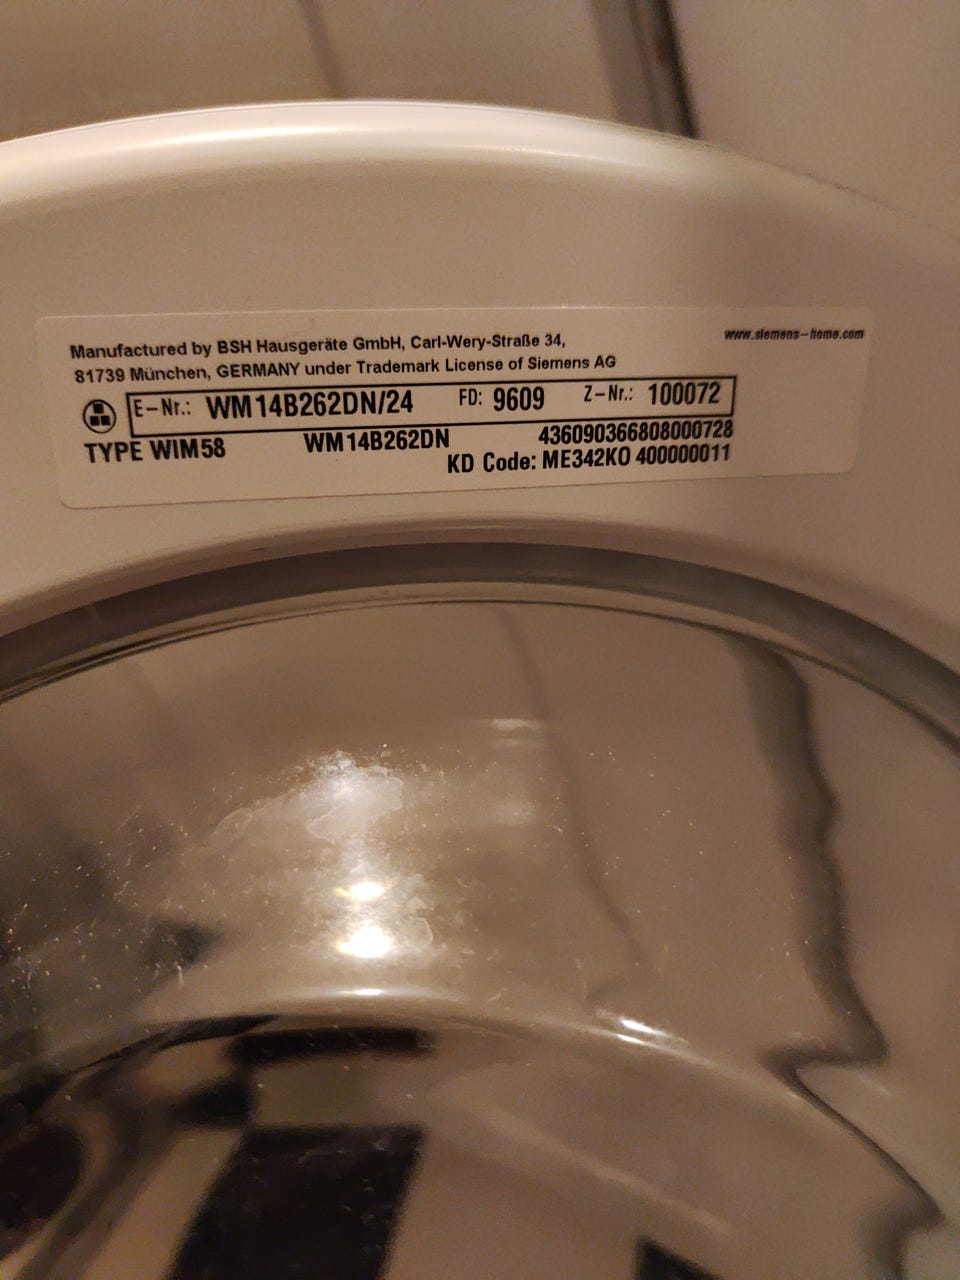 Manufactured by BSH Hausgeräte GmbH, Carl-Wery-Straße 34,
www.siemens-home.com
81739 München, GERMANY under Trademark License of Siemens AG
E-Nr.: WM14B262DN/24 FD: 9609 Z-Nr.: 100072
TYPE WIM58 WM14B262DN 436090366808000728
KD Code: ME342KO 400000011